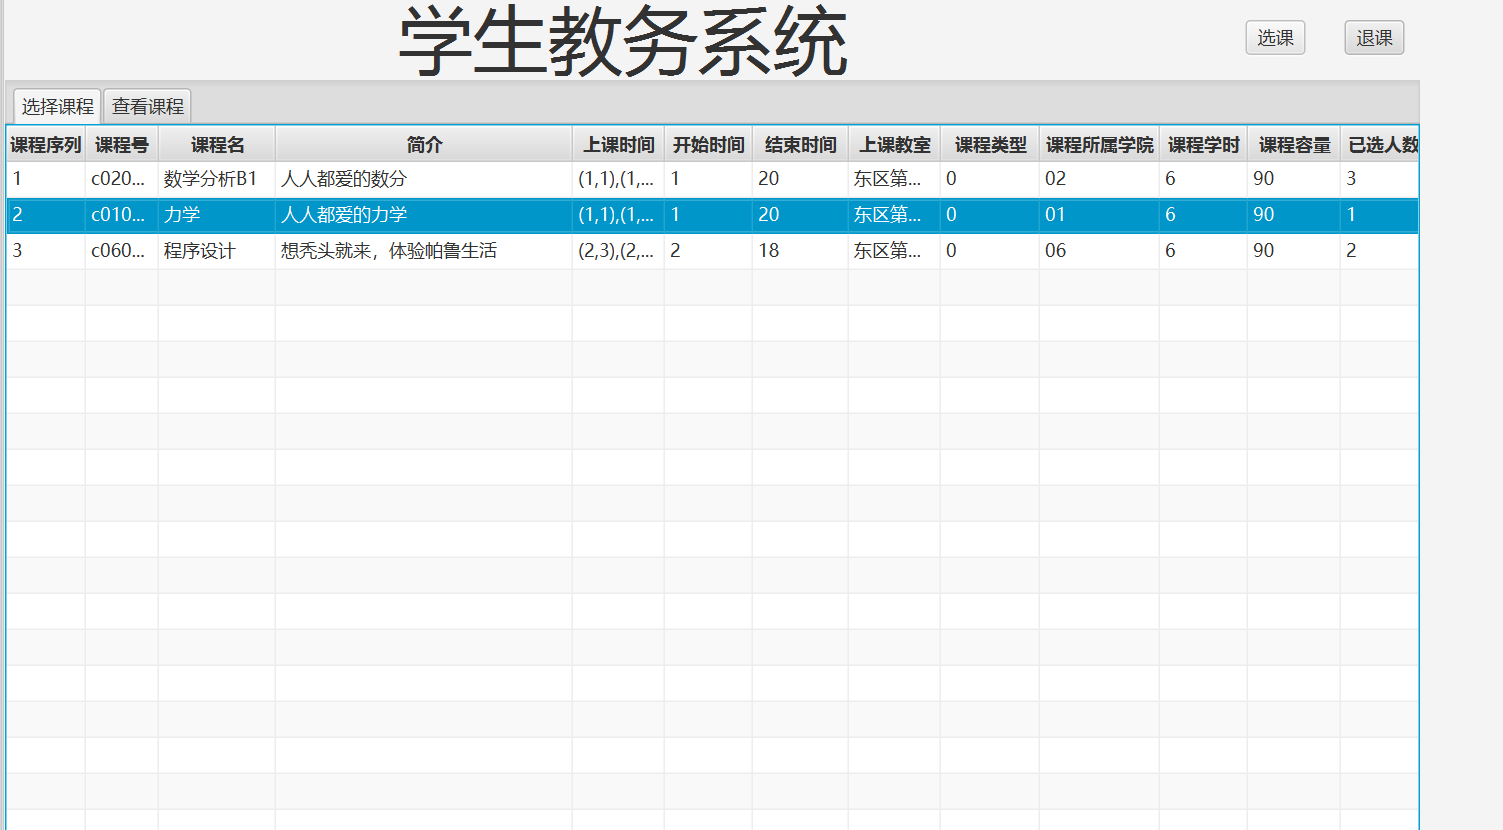 学生教务系统
选课 退课
选择课程 查看课程
课程序列 课程号 课程名 简介 上课时间 开始时间 结束时间 上课教室 课程类型 课程所属学院 课程学时 课程容量 已选人数
1 c020... 数学分析B1 人人都爱的数分 (1,1),(1,... 1 20 东区第... 0 02 6 90 3
2 c010... 力学 人人都爱的力学 (1,1),(1,... 1 20 东区第... 0 01 6 90 1
3 c060... 程序设计 想秃头就来，体验帕鲁生活 (2,3),(2,... 2 18 东区第... 0 06 6 90 2